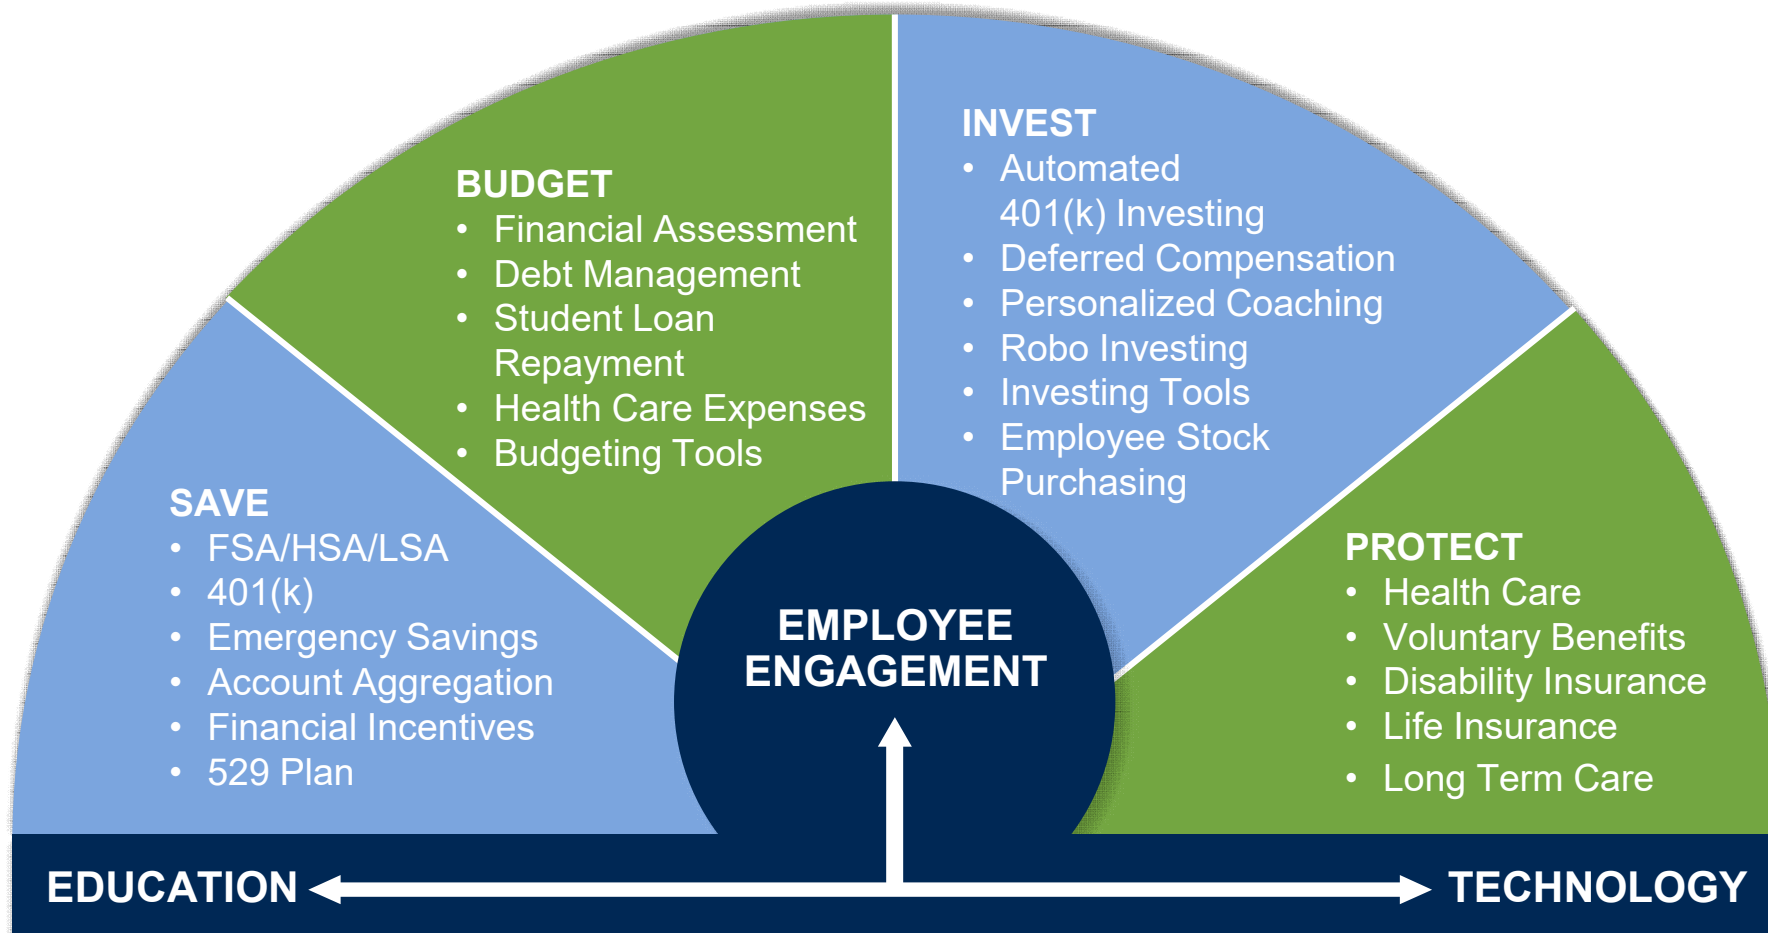 SAVE
• FSA/HSA/LSA
• 401(k)
• Emergency Savings
• Account Aggregation
• Financial Incentives
• 529 Plan
BUDGET
• Financial Assessment
• Debt Management
• Student Loan
Repayment
• Health Care Expenses
• Budgeting Tools
INVEST
• Automated
401(k) Investing
• Deferred Compensation
• Personalized Coaching
• Robo Investing
• Investing Tools
• Employee Stock
Purchasing
PROTECT
• Health Care
• Voluntary Benefits
• Disability Insurance
• Life Insurance
• Long Term Care
EMPLOYEE
ENGAGEMENT
EDUCATION
TECHNOLOGY